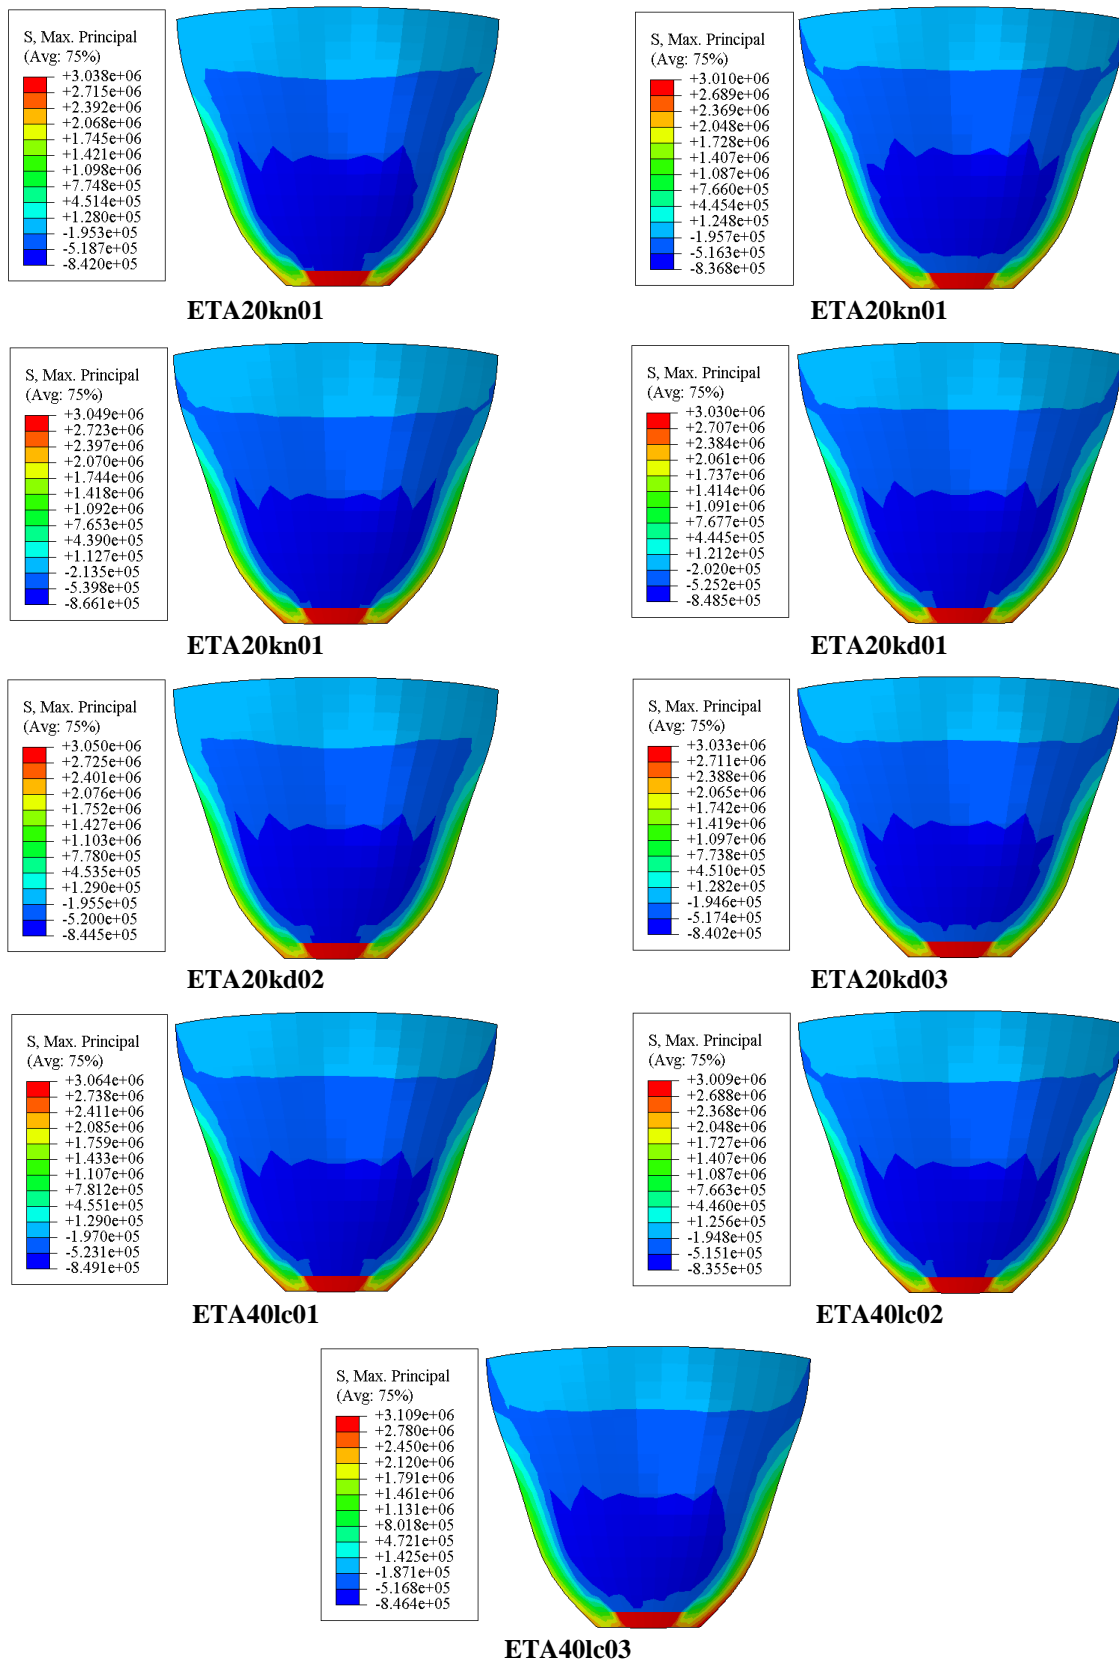 S, Max. Principal
(Avg: 75%)
+3.038e+06
+2.715e+06
+2.392e+06
+2.068e+06
+1.745e+06
+1.421e+06
+1.098e+06
+7.748e+05
+4.514e+05
+1.280e+05
-1.953e+05
-5.187e+05
-8.420e+05
ETA20kn01
S, Max. Principal
(Avg: 75%)
+3.010e+06
+2.689e+06
+2.369e+06
+2.048e+06
+1.728e+06
+1.407e+06
+1.087e+06
+7.660e+05
+4.454e+05
+1.248e+05
-1.957e+05
-5.163e+05
-8.368e+05
ETA20kn01
S, Max. Principal
(Avg: 75%)
+3.049e+06
+2.723e+06
+2.397e+06
+2.070e+06
+1.744e+06
+1.418e+06
+1.092e+06
+7.653e+05
+4.390e+05
+1.127e+05
-2.135e+05
-5.398e+05
-8.661e+05
ETA20kn01
S, Max. Principal
(Avg: 75%)
+3.030e+06
+2.707e+06
+2.384e+06
+2.061e+06
+1.737e+06
+1.414e+06
+1.091e+06
+7.677e+05
+4.445e+05
+1.212e+05
-2.020e+05
-5.252e+05
-8.485e+05
ETA20kd01
S, Max. Principal
(Avg: 75%)
+3.050e+06
+2.725e+06
+2.401e+06
+2.076e+06
+1.752e+06
+1.427e+06
+1.103e+06
+7.780e+05
+4.535e+05
+1.290e+05
-1.955e+05
-5.200e+05
-8.445e+05
ETA20kd02
S, Max. Principal
(Avg: 75%)
+3.033e+06
+2.711e+06
+2.388e+06
+2.065e+06
+1.742e+06
+1.419e+06
+1.097e+06
+7.738e+05
+4.510e+05
+1.282e+05
-1.946e+05
-5.174e+05
-8.402e+05
ETA20kd03
S, Max. Principal
(Avg: 75%)
+3.064e+06
+2.738e+06
+2.411e+06
+2.085e+06
+1.759e+06
+1.433e+06
+1.107e+06
+7.812e+05
+4.551e+05
+1.290e+05
-1.970e+05
-5.231e+05
-8.491e+05
ETA40lc01
S, Max. Principal
(Avg: 75%)
+3.009e+06
+2.688e+06
+2.368e+06
+2.048e+06
+1.727e+06
+1.407e+06
+1.087e+06
+7.663e+05
+4.460e+05
+1.256e+05
-1.948e+05
-5.151e+05
-8.355e+05
ETA40lc02
S, Max. Principal
(Avg: 75%)
+3.109e+06
+2.780e+06
+2.450e+06
+2.120e+06
+1.791e+06
+1.461e+06
+1.131e+06
+8.018e+05
+4.721e+05
+1.425e+05
-1.871e+05
-5.168e+05
-8.464e+05
ETA40lc03